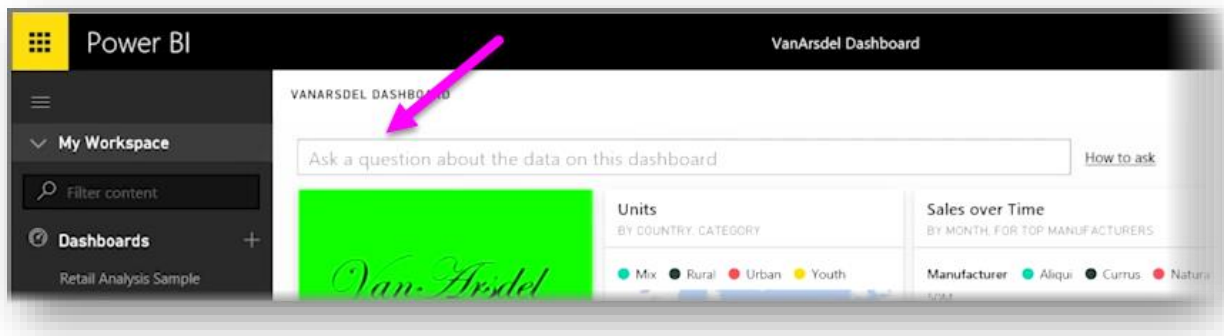 Power BI
VanArsdel Dashboard
VANARSDEL DASHBOARD
My Workspace
Ask a question about the data on this dashboard
How to ask
Filter content
Units
BY COUNTRY, CATEGORY
Sales over Time
BY MONTH, FOR TOP MANUFACTURERS
Dashboards
Retail Analysis Sample
Van Arsdel
Mix Rural Urban Youth
Manufacturer Aliqui Currus Natura